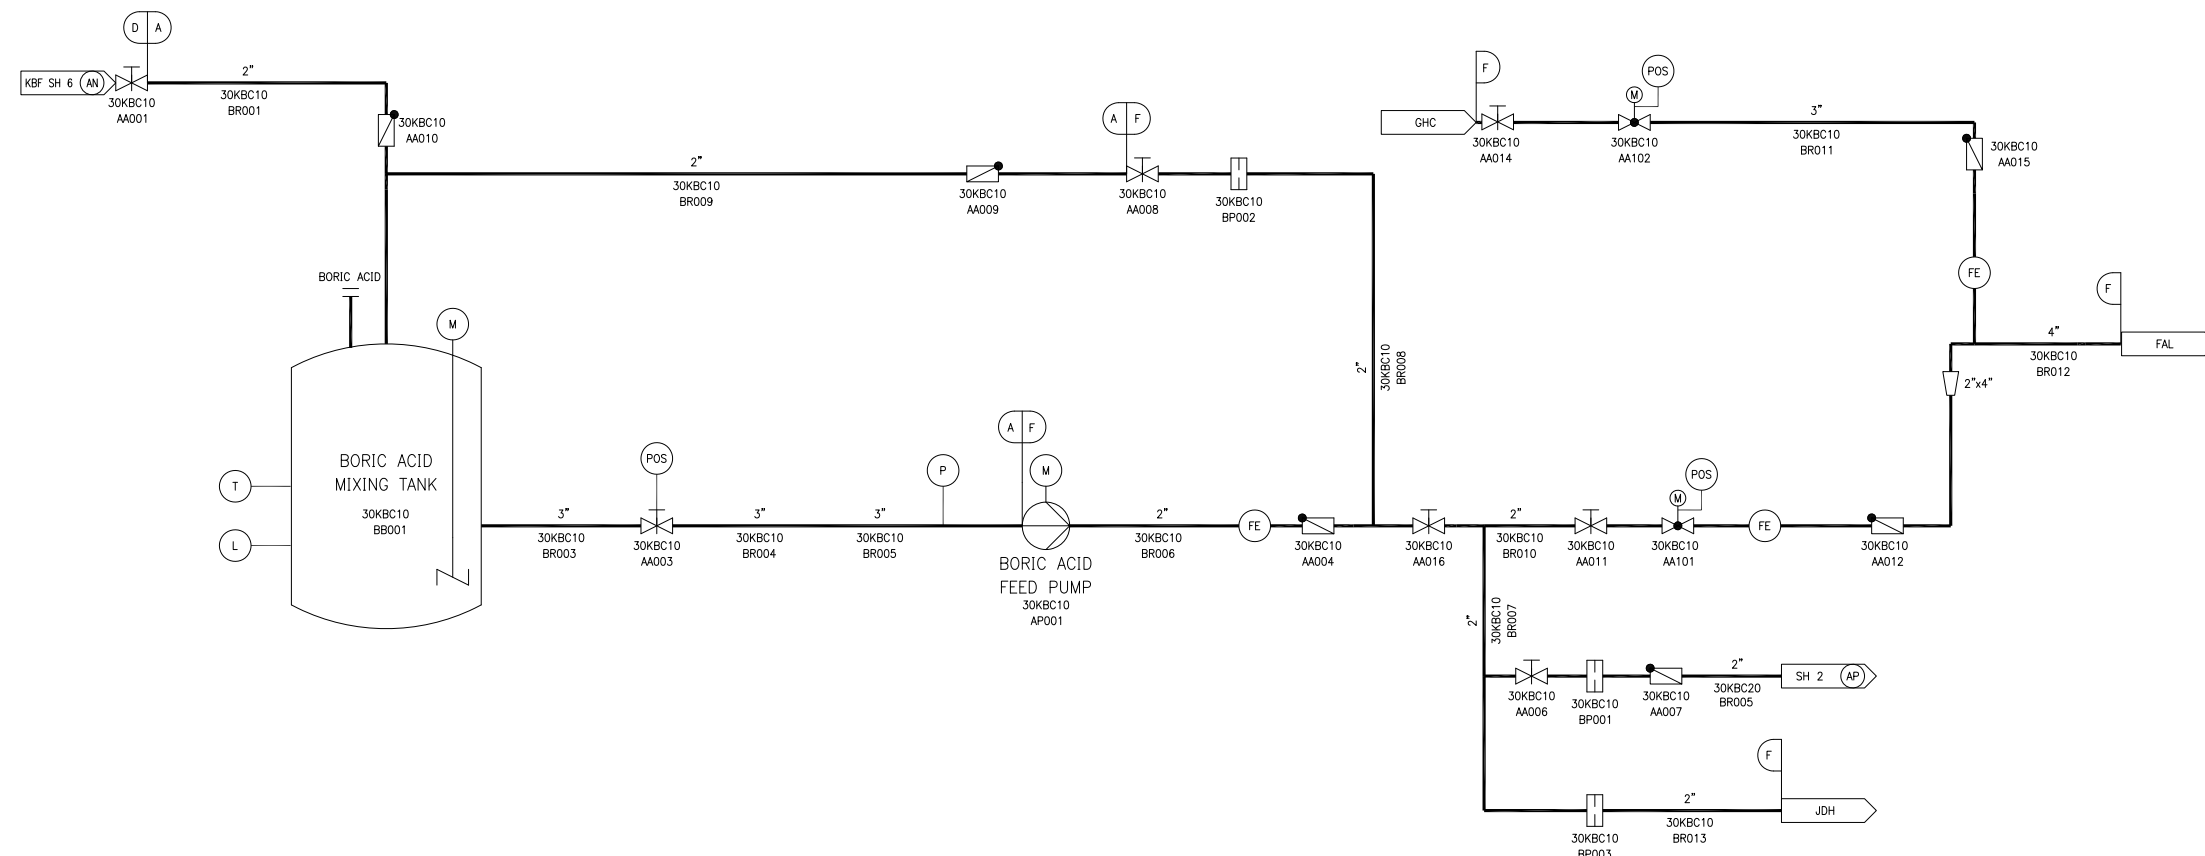 D A
KBF SH 6 AN
2"
30KBC10
AA001
30KBC10
BR001
30KBC10
AA010
2"
30KBC10
BR009
30KBC10
AA009
A F
30KBC10
AA008
30KBC10
BP002
F
GHC
30KBC10
AA014
POS
M
30KBC10
AA102
3"
30KBC10
BR011
30KBC10
AA015
FE
F
4"
30KBC10
BR012
FAL
2"x4"
BORIC ACID
M
BORIC ACID
MIXING TANK
30KBC10
BB001
T
L
3"
30KBC10
BR003
POS
30KBC10
AA003
3"
30KBC10
BR004
3"
30KBC10
BR005
P
A F
M
BORIC ACID
FEED PUMP
30KBC10
AP001
2"
30KBC10
BR006
FE
30KBC10
AA004
2"
30KBC10
BR008
30KBC10
AA016
2"
30KBC10
BR010
30KBC10
AA011
POS
M
30KBC10
AA101
FE
30KBC10
AA012
2"
30KBC10
BR007
30KBC10
AA006
30KBC10
BP001
30KBC10
AA007
2"
30KBC20
BR005
SH 2 AP
F
30KBC10
BP003
2"
30KBC10
BR013
JDH